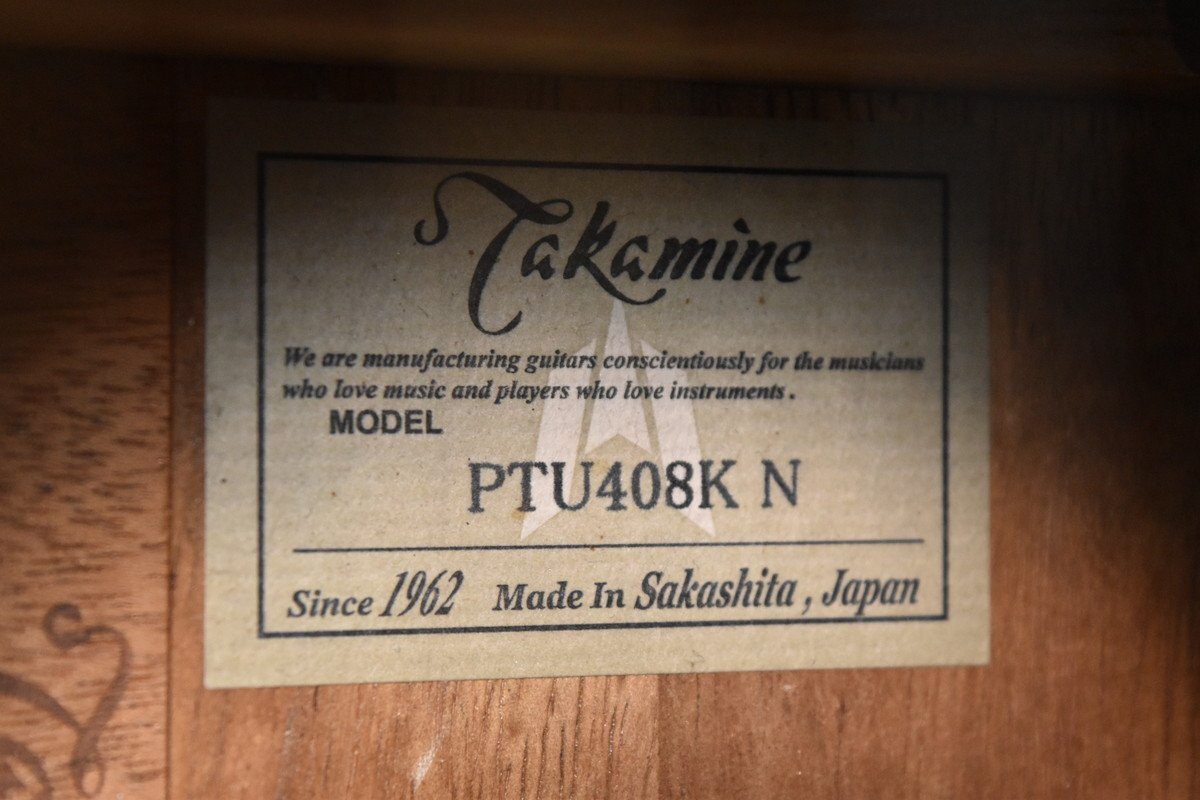 Takamine
We are manufacturing guitars conscientiously for the musicians
who love music and players who love instruments.
MODEL
PTU408K N
Since 1962 Made In Sakashita, Japan